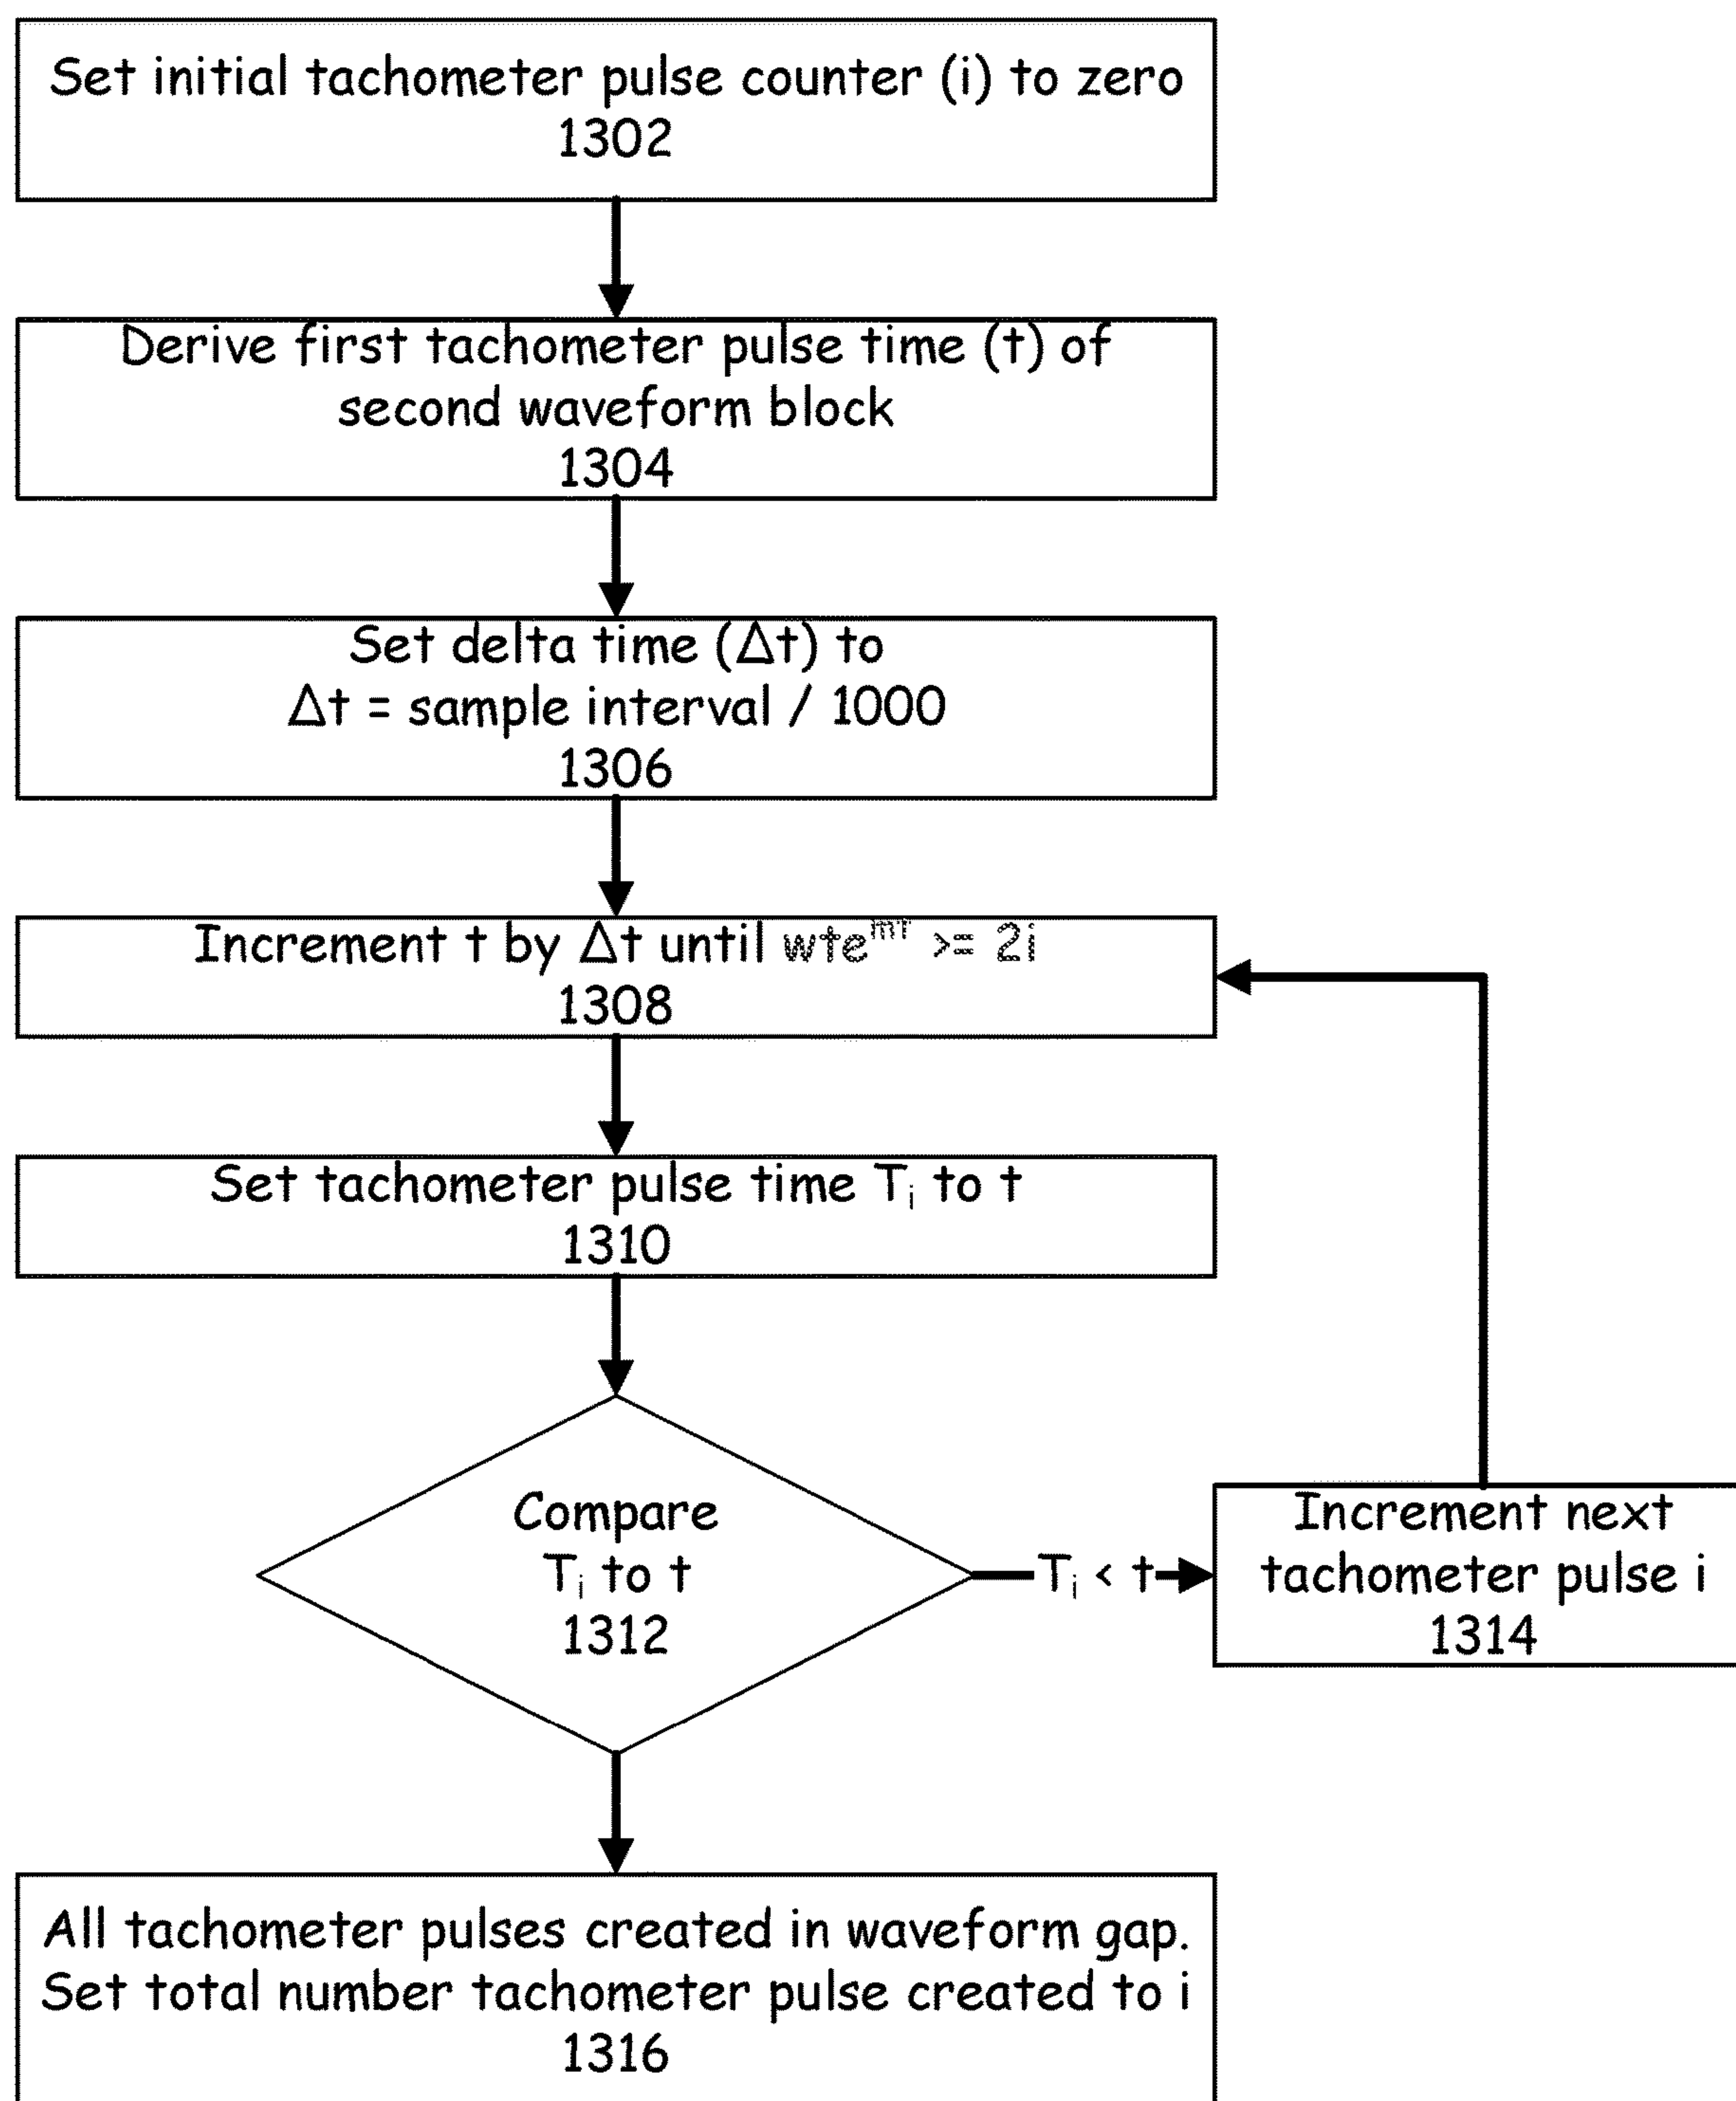 Set initial tachometer pulse counter (i) to zero
1302
Derive first tachometer pulse time (t) of
second waveform block
1304
Set delta time (Δt) to
Δt = sample interval / 1000
1306
Increment t by Δt until wte >= 2i
1308
Set tachometer pulse time Tᵢ to t
1310
Compare
Tᵢ to t
1312
Tᵢ < t
Increment next
tachometer pulse i
1314
All tachometer pulses created in waveform gap.
Set total number tachometer pulse created to i
1316